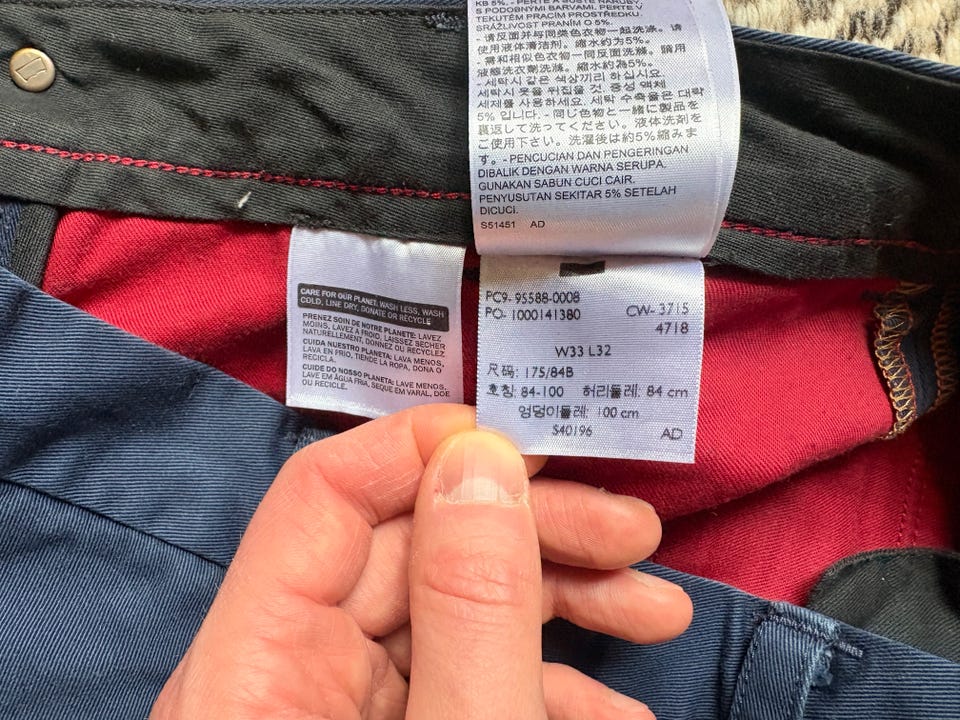 KB 5%. - PERTE A SUŠTE NARUBY,
S PODOBNÝMI BARVAMI. PERTE V
TEKUTÉM PRACÍM PROSTŘEDKU.
SRÁŽLIVOST PRANÍM O 5%.
- 请反面并与同类色衣物一起洗涤。请
使用液体清洁剂。缩水约为5%。
- 需和相似色衣物一同反面洗滌。請用
液態洗衣劑洗滌。縮水約為5%。
- 세탁시 같은 색상끼리 하십시요.
세탁시 옷을 뒤집을 것. 중성 액체
세제를 사용하세요. 세탁 수축율은 대략
5% 입니다. - 同じ色物と一緒に製品を
裏返して洗ってください。液体洗剤を
ご使用下さい。洗濯後は約5%縮みま
す。- PENCUCIAN DAN PENGERINGAN
DIBALIK DENGAN WARNA SERUPA.
GUNAKAN SABUN CUCI CAIR.
PENYUSUTAN SEKITAR 5% SETELAH
DICUCI.
S51451 AD
CARE FOR OUR PLANET: WASH LESS, WASH
COLD, LINE DRY, DONATE OR RECYCLE
PRENEZ SOIN DE NOTRE PLANETE: LAVEZ
MOINS, LAVEZ A FROID, LAISSEZ SECHER
NATURELLEMENT, DONNEZ OU RECYCLEZ
CUIDA NUESTRO PLANETA: LAVA MENOS,
LAVA EN FRIO, TIENDE LA ROPA, DONA O
RECICLA.
CUIDE DO NOSSO PLANETA: LAVE MENOS,
LAVE EM ÁGUA FRIA, SEQUE EM VARAL, DOE
OU RECICLE.
PC9- 95588-0008
PO- 1000141380 CW- 3715
4718
W33 L32
尺码: 175/84B
호칭: 84-100 허리둘레: 84 cm
엉덩이둘레: 100 cm
S40196 AD